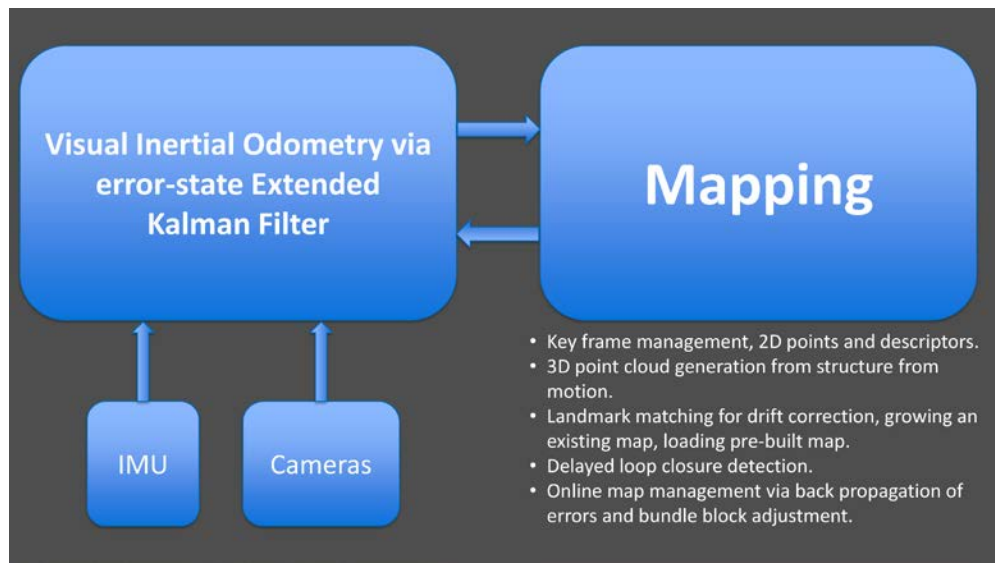 Visual Inertial Odometry via
error-state Extended
Kalman Filter
Mapping
IMU
Cameras
• Key frame management, 2D points and descriptors.
• 3D point cloud generation from structure from
motion.
• Landmark matching for drift correction, growing an
existing map, loading pre-built map.
• Delayed loop closure detection.
• Online map management via back propagation of
errors and bundle block adjustment.